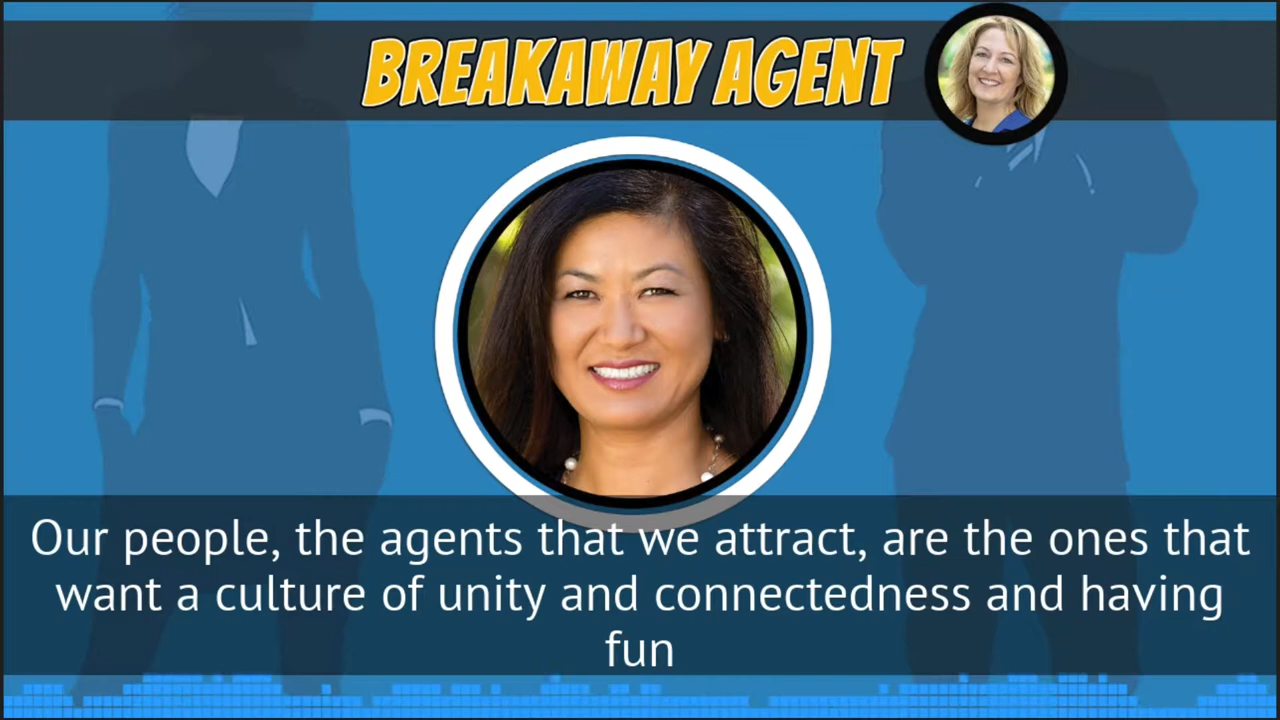 BREAKAWAY AGENT
Our people, the agents that we attract, are the ones that
want a culture of unity and connectedness and having
fun